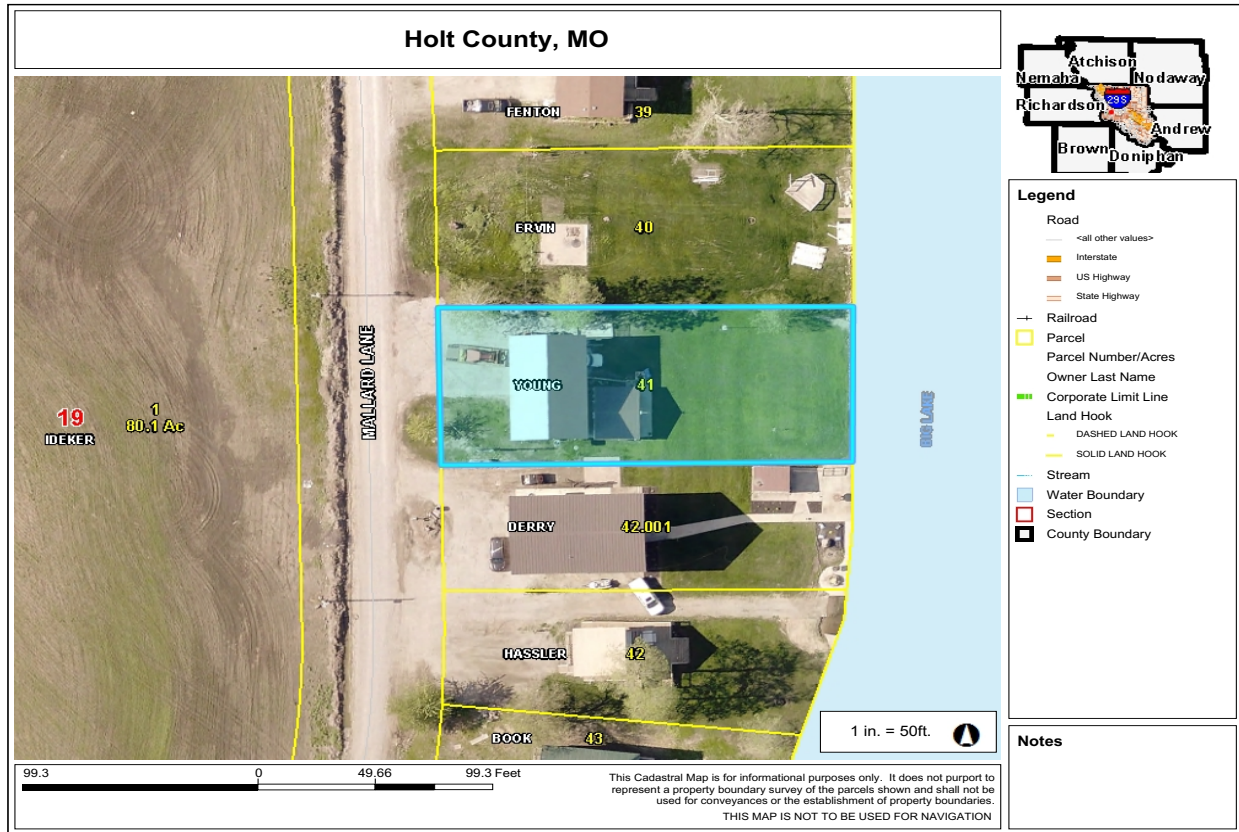 Holt County, MO
FENTON
39
ERVIN
40
MALLARD LANE
YOUNG
41
19
IDEKER
1
80.1 Ac
BIG LAKE
DERRY
42.001
HASSLER
42
BOOK
43
1 in. = 50ft.
99.3
0
49.66
99.3 Feet
This Cadastral Map is for informational purposes only. It does not purport to
represent a property boundary survey of the parcels shown and shall not be
used for conveyances or the establishment of property boundaries.
THIS MAP IS NOT TO BE USED FOR NAVIGATION
Atchison
Nemaha
Nodaway
29S
Richardson
Andrew
Brown
Doniphan
Legend
Road
<all other values>
Interstate
US Highway
State Highway
Railroad
Parcel
Parcel Number/Acres
Owner Last Name
Corporate Limit Line
Land Hook
DASHED LAND HOOK
SOLID LAND HOOK
Stream
Water Boundary
Section
County Boundary
Notes